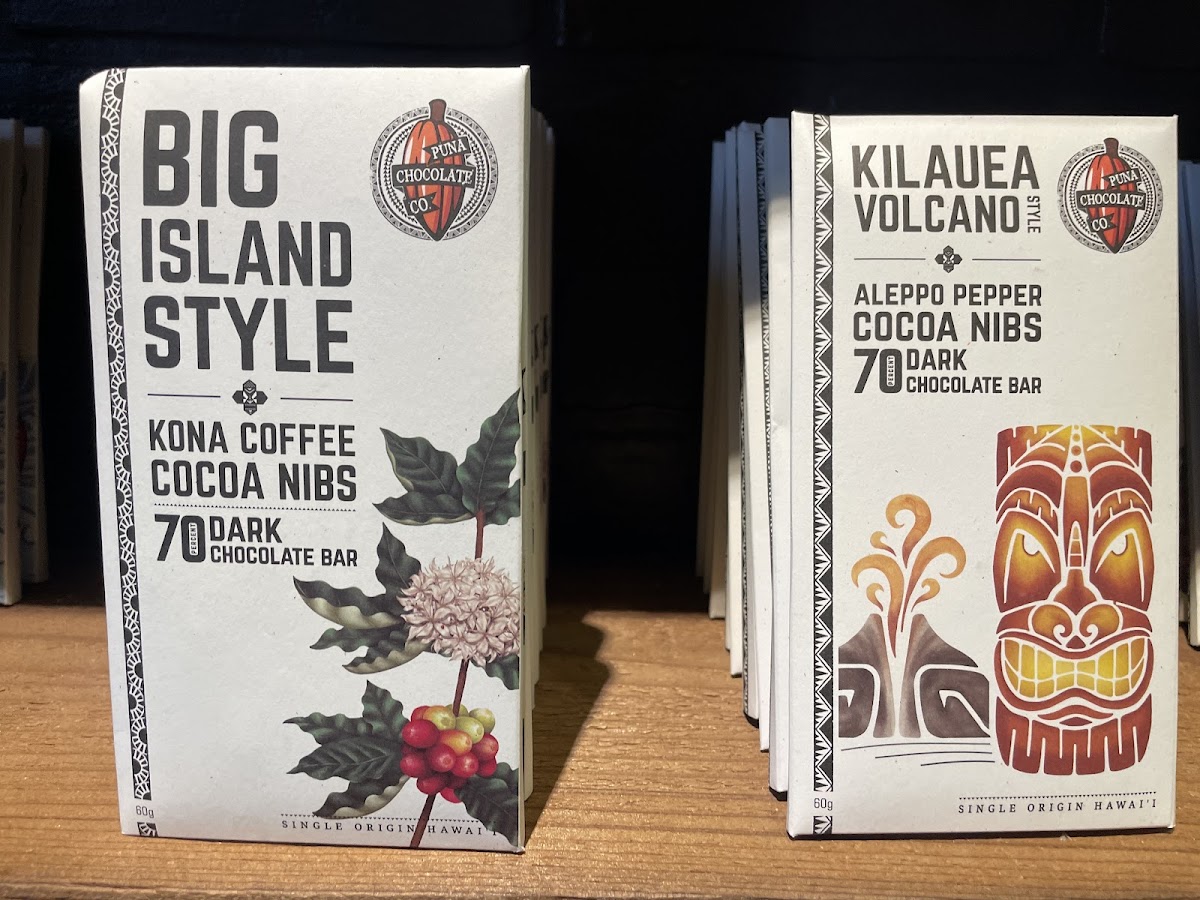 BIG
ISLAND
STYLE
PUNA
CHOCOLATE
CO.
KONA COFFEE
COCOA NIBS
70 PERCENT DARK
CHOCOLATE BAR
60g
SINGLE ORIGIN HAWAI'I
KILAUEA
VOLCANO STYLE
PUNA
CHOCOLATE
CO.
ALEPPO PEPPER
COCOA NIBS
70 PERCENT DARK
CHOCOLATE BAR
60g
SINGLE ORIGIN HAWAI'I